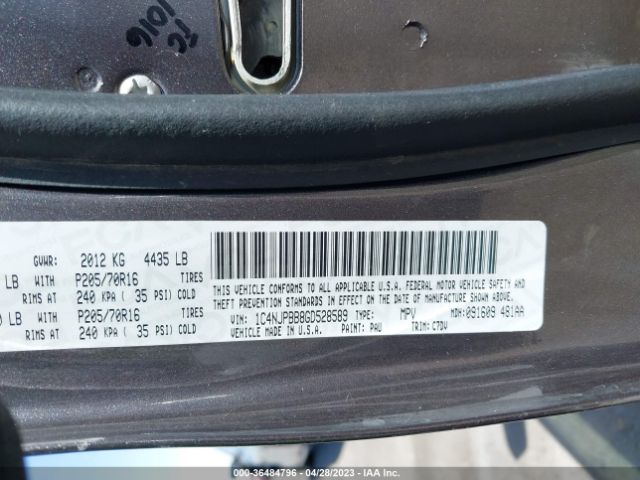 IC
1016
GVWR: 2012 KG 4435 LB
LB WITH P205/70R16 TIRES
RIMS AT 240 KPA ( 35 PSI) COLD
LB WITH P205/70R16 TIRES
RIMS AT 240 KPA ( 35 PSI) COLD
THIS VEHICLE CONFORMS TO ALL APPLICABLE U.S.A. FEDERAL MOTOR VEHICLE SAFETY AND
THEFT PREVENTION STANDARDS IN EFFECT ON THE DATE OF MANUFACTURE SHOWN ABOVE.
VIN: 1C4NJPBB8GD528589 TYPE: MPV MDH: 091609 481AA
VEHICLE MADE IN U.S.A. PAINT: PAU TRIM: C7DV
000-36484796 - 04/28/2023 - IAA Inc.